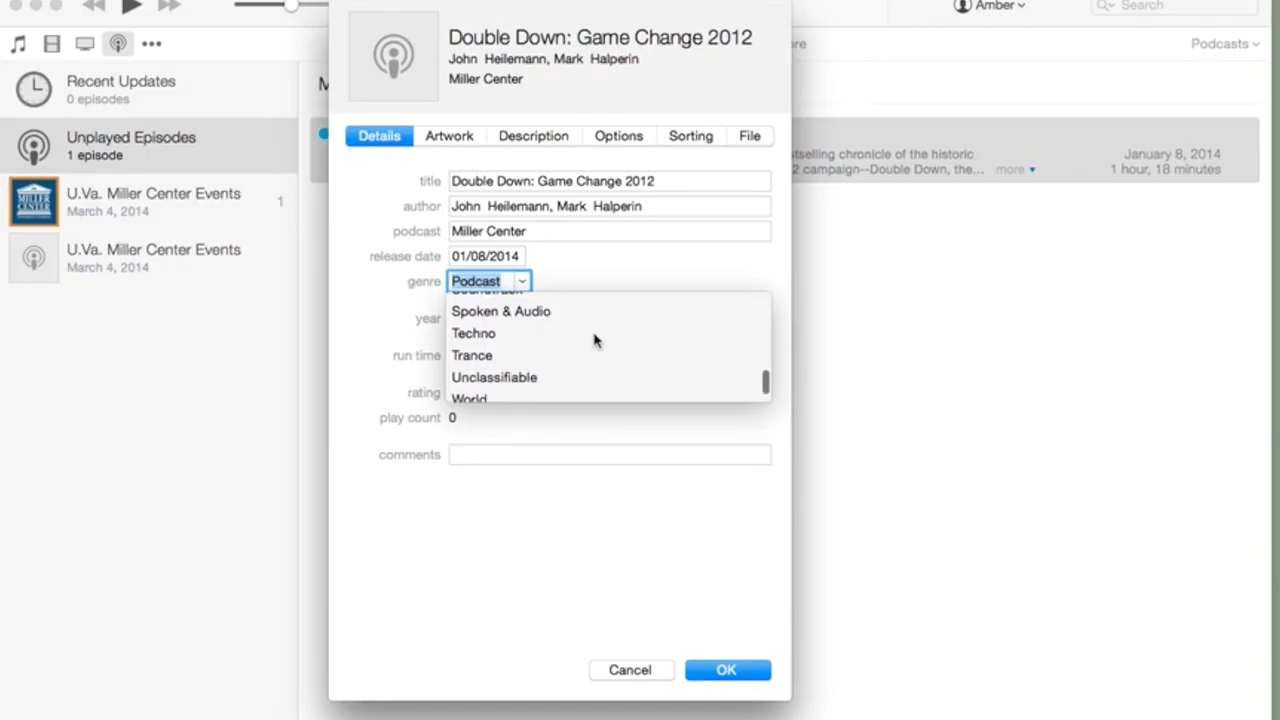 Amber
Search
Podcasts
Recent Updates
0 episodes
Unplayed Episodes
1 episode
MILLER
CENTER
U.Va. Miller Center Events
March 4, 2014
1
U.Va. Miller Center Events
March 4, 2014
M
Double Down: Game Change 2012
John Heilemann, Mark Halperin
Miller Center
Details
Artwork
Description
Options
Sorting
File
title Double Down: Game Change 2012
author John Heilemann, Mark Halperin
podcast Miller Center
release date 01/08/2014
genre Podcast
Soundtrack
Spoken & Audio
year
Techno
Trance
run time
Unclassifiable
rating
World
play count 0
comments
Cancel
OK
re
tselling chronicle of the historic
2 campaign--Double Down, the... more
January 8, 2014
1 hour, 18 minutes